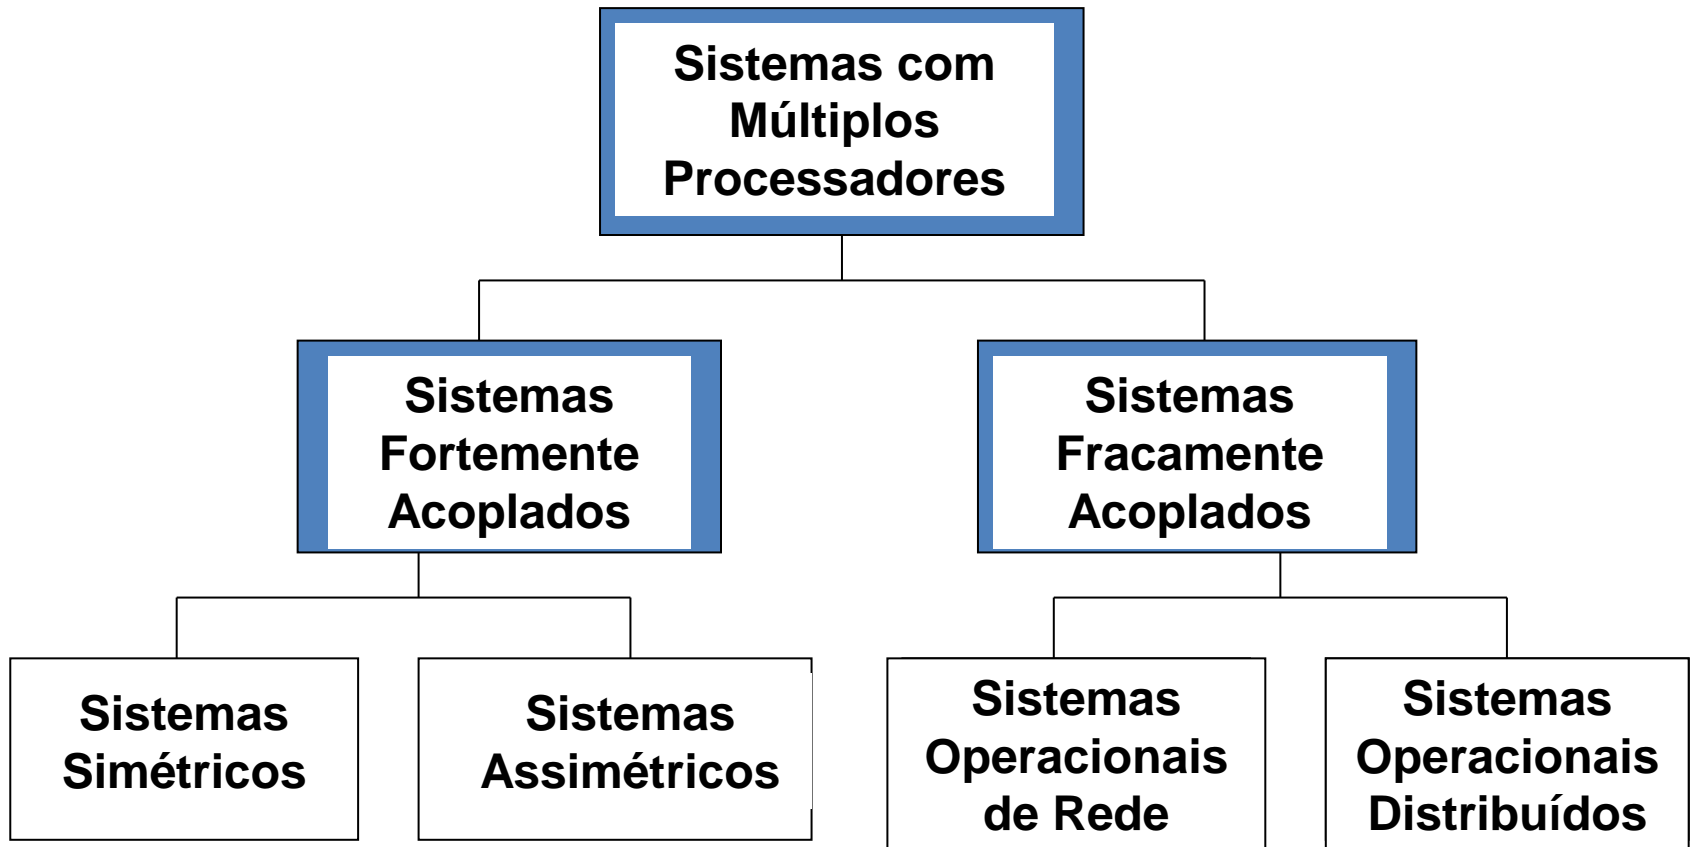 Sistemas com
Múltiplos
Processadores
Sistemas
Fortemente
Acoplados
Sistemas
Fracamente
Acoplados
Sistemas
Simétricos
Sistemas
Assimétricos
Sistemas
Operacionais
de Rede
Sistemas
Operacionais
Distribuídos